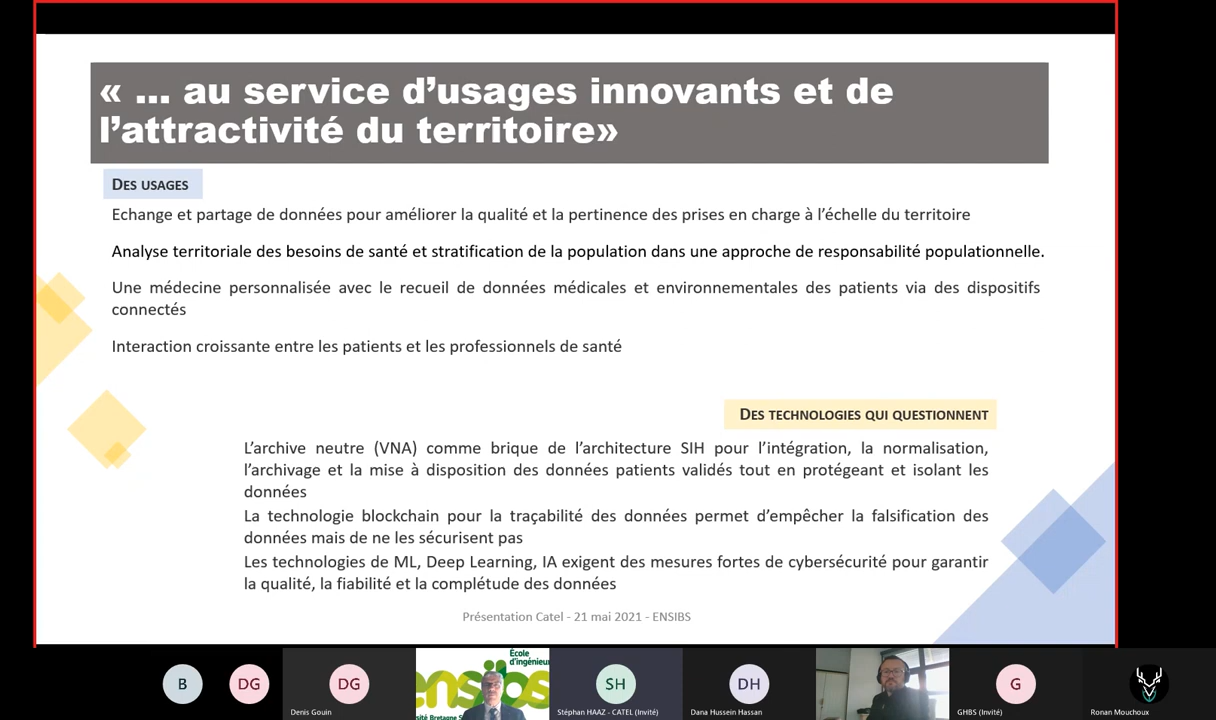 « ... au service d’usages innovants et de
l’attractivité du territoire»
DES USAGES
Echange et partage de données pour améliorer la qualité et la pertinence des prises en charge à l’échelle du territoire
Analyse territoriale des besoins de santé et stratification de la population dans une approche de responsabilité populationnelle.
Une médecine personnalisée avec le recueil de données médicales et environnementales des patients via des dispositifs
connectés
Interaction croissante entre les patients et les professionnels de santé
DES TECHNOLOGIES QUI QUESTIONNENT
L’archive neutre (VNA) comme brique de l’architecture SIH pour l’intégration, la normalisation,
l’archivage et la mise à disposition des données patients validés tout en protégeant et isolant les
données
La technologie blockchain pour la traçabilité des données permet d’empêcher la falsification des
données mais de ne les sécurisent pas
Les technologies de ML, Deep Learning, IA exigent des mesures fortes de cybersécurité pour garantir
la qualité, la fiabilité et la complétude des données
Présentation Catel - 21 mai 2021 - ENSIBS
École
d’ingénieur
ensibs
sité Bretagne S
B
DG
DG
SH
DH
G
Denis Gouin
Stéphan HAAZ - CATEL (Invité)
Dana Hussein Hassan
GHBS (Invité)
Ronan Mouchoux